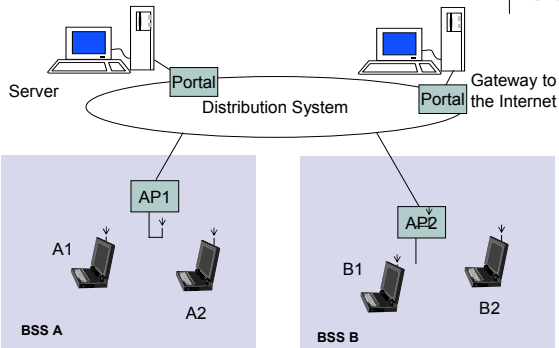 Server
Portal
Distribution System
Portal
Gateway to
the Internet
AP1
AP2
A1
A2
B1
B2
BSS A
BSS B